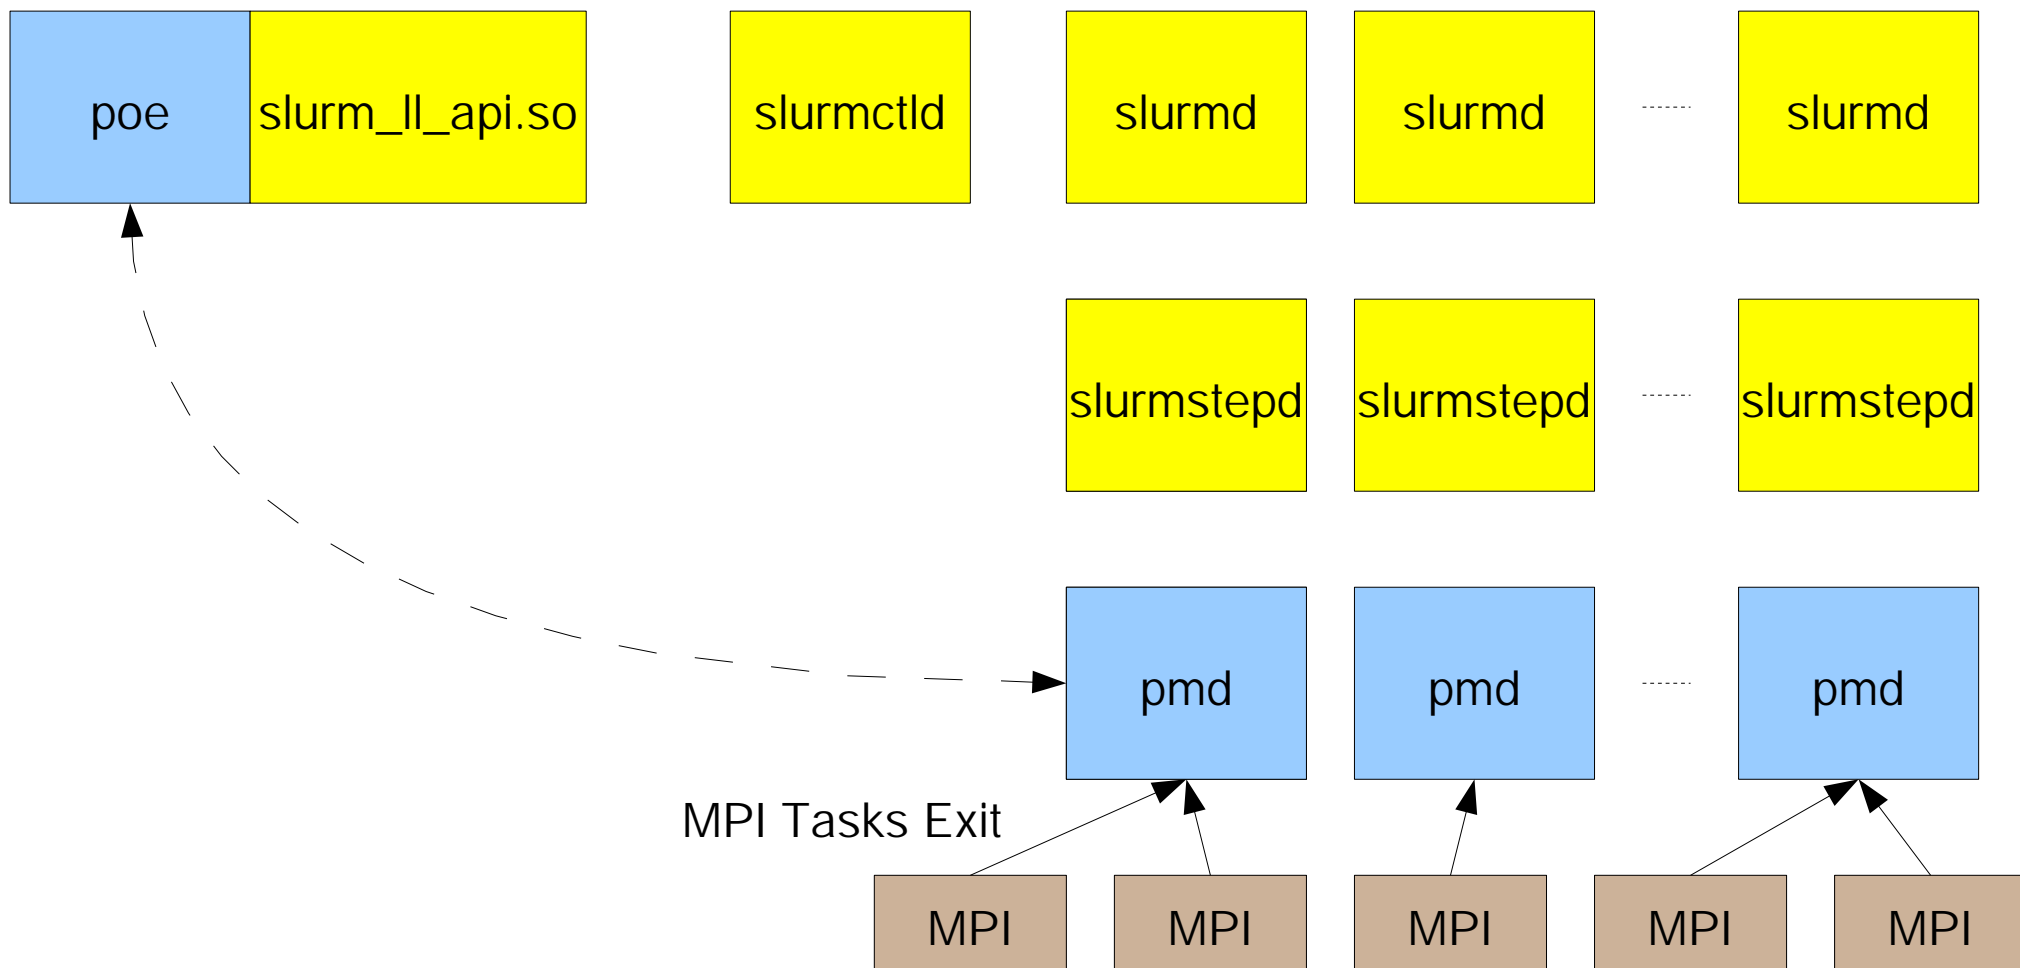 poe slurm_ll_api.so slurmctld slurmd slurmd slurmd
slurmstepd slurmstepd slurmstepd
pmd pmd pmd
MPI Tasks Exit
MPI MPI MPI MPI MPI